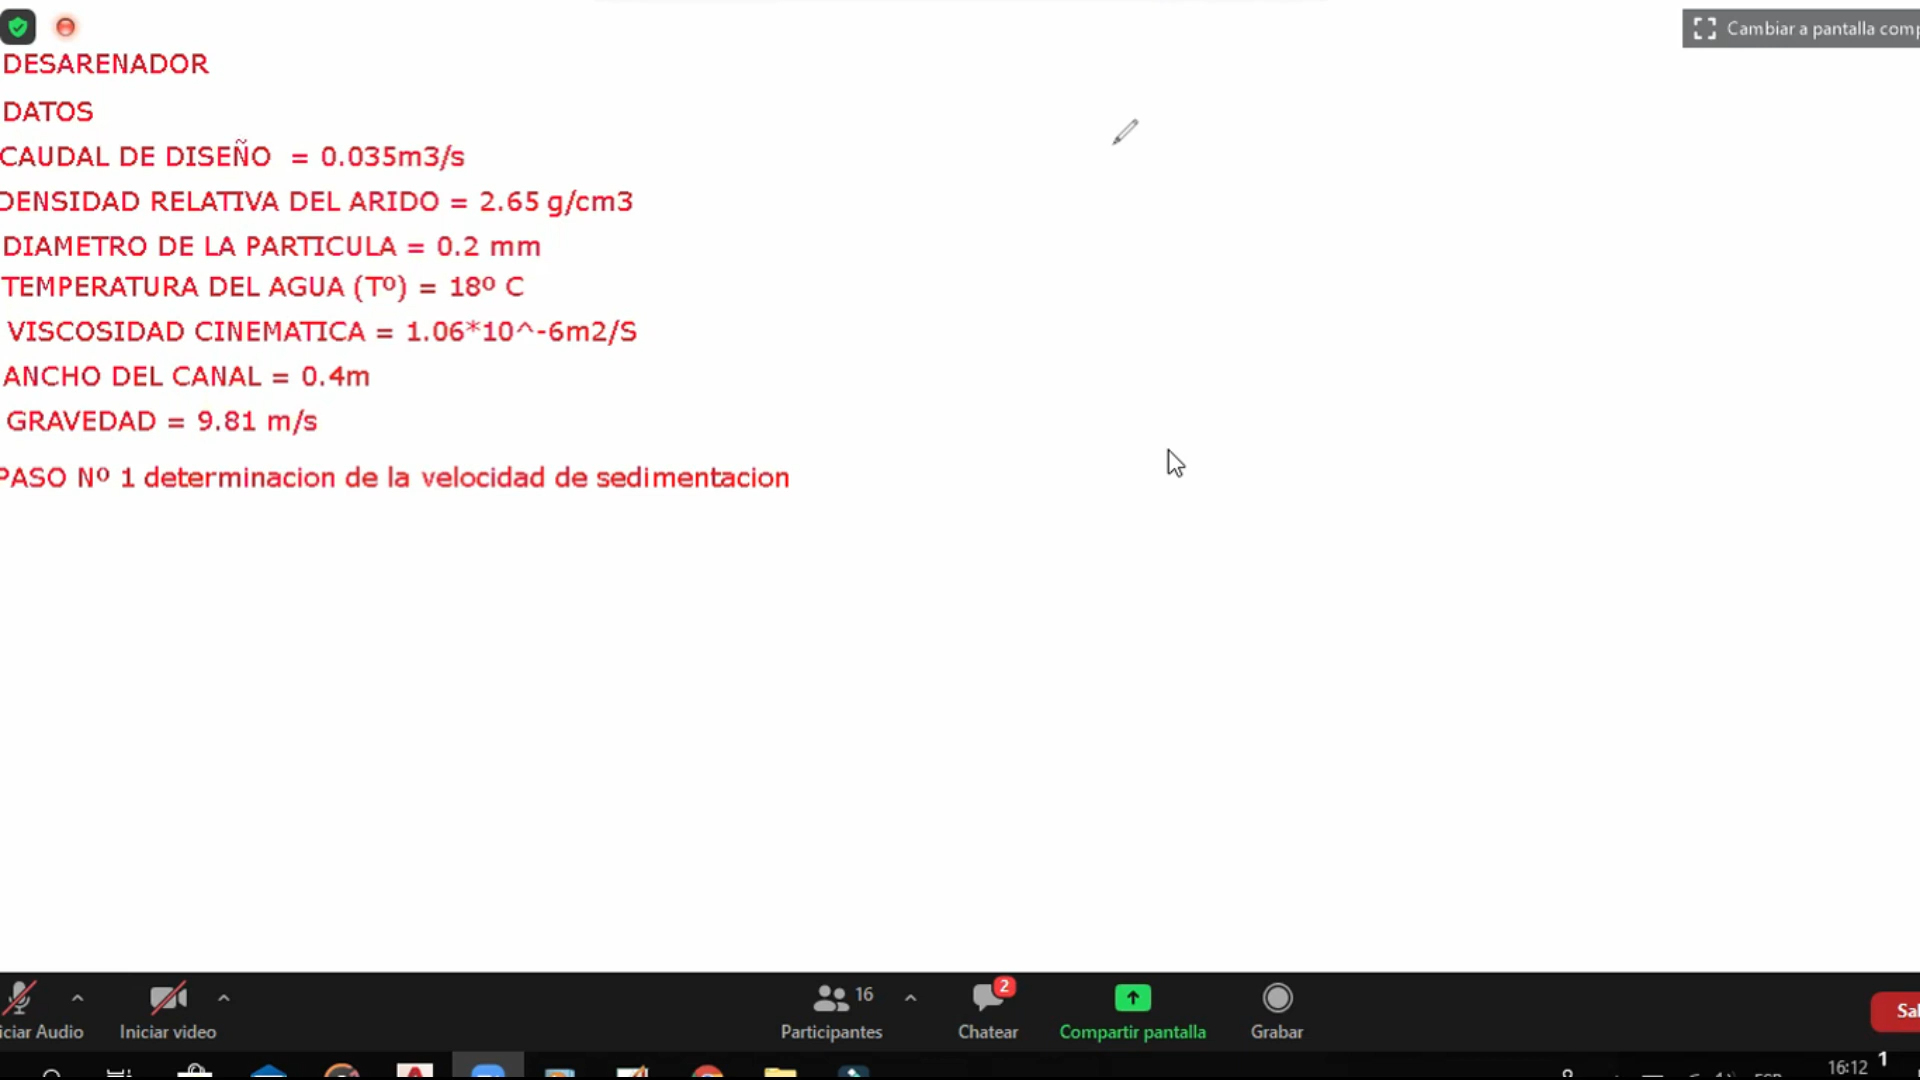 Cambiar a pantalla comp
DESARENADOR
DATOS
CAUDAL DE DISEÑO = 0.035m3/s
DENSIDAD RELATIVA DEL ARIDO = 2.65 g/cm3
DIAMETRO DE LA PARTICULA = 0.2 mm
TEMPERATURA DEL AGUA (Tº) = 18º C
VISCOSIDAD CINEMATICA = 1.06*10^-6m2/S
ANCHO DEL CANAL = 0.4m
GRAVEDAD = 9.81 m/s
PASO Nº 1 determinacion de la velocidad de sedimentacion
16
2
iciar Audio
Iniciar video
Participantes
Chatear
Compartir pantalla
Grabar
Sal
16:12
1